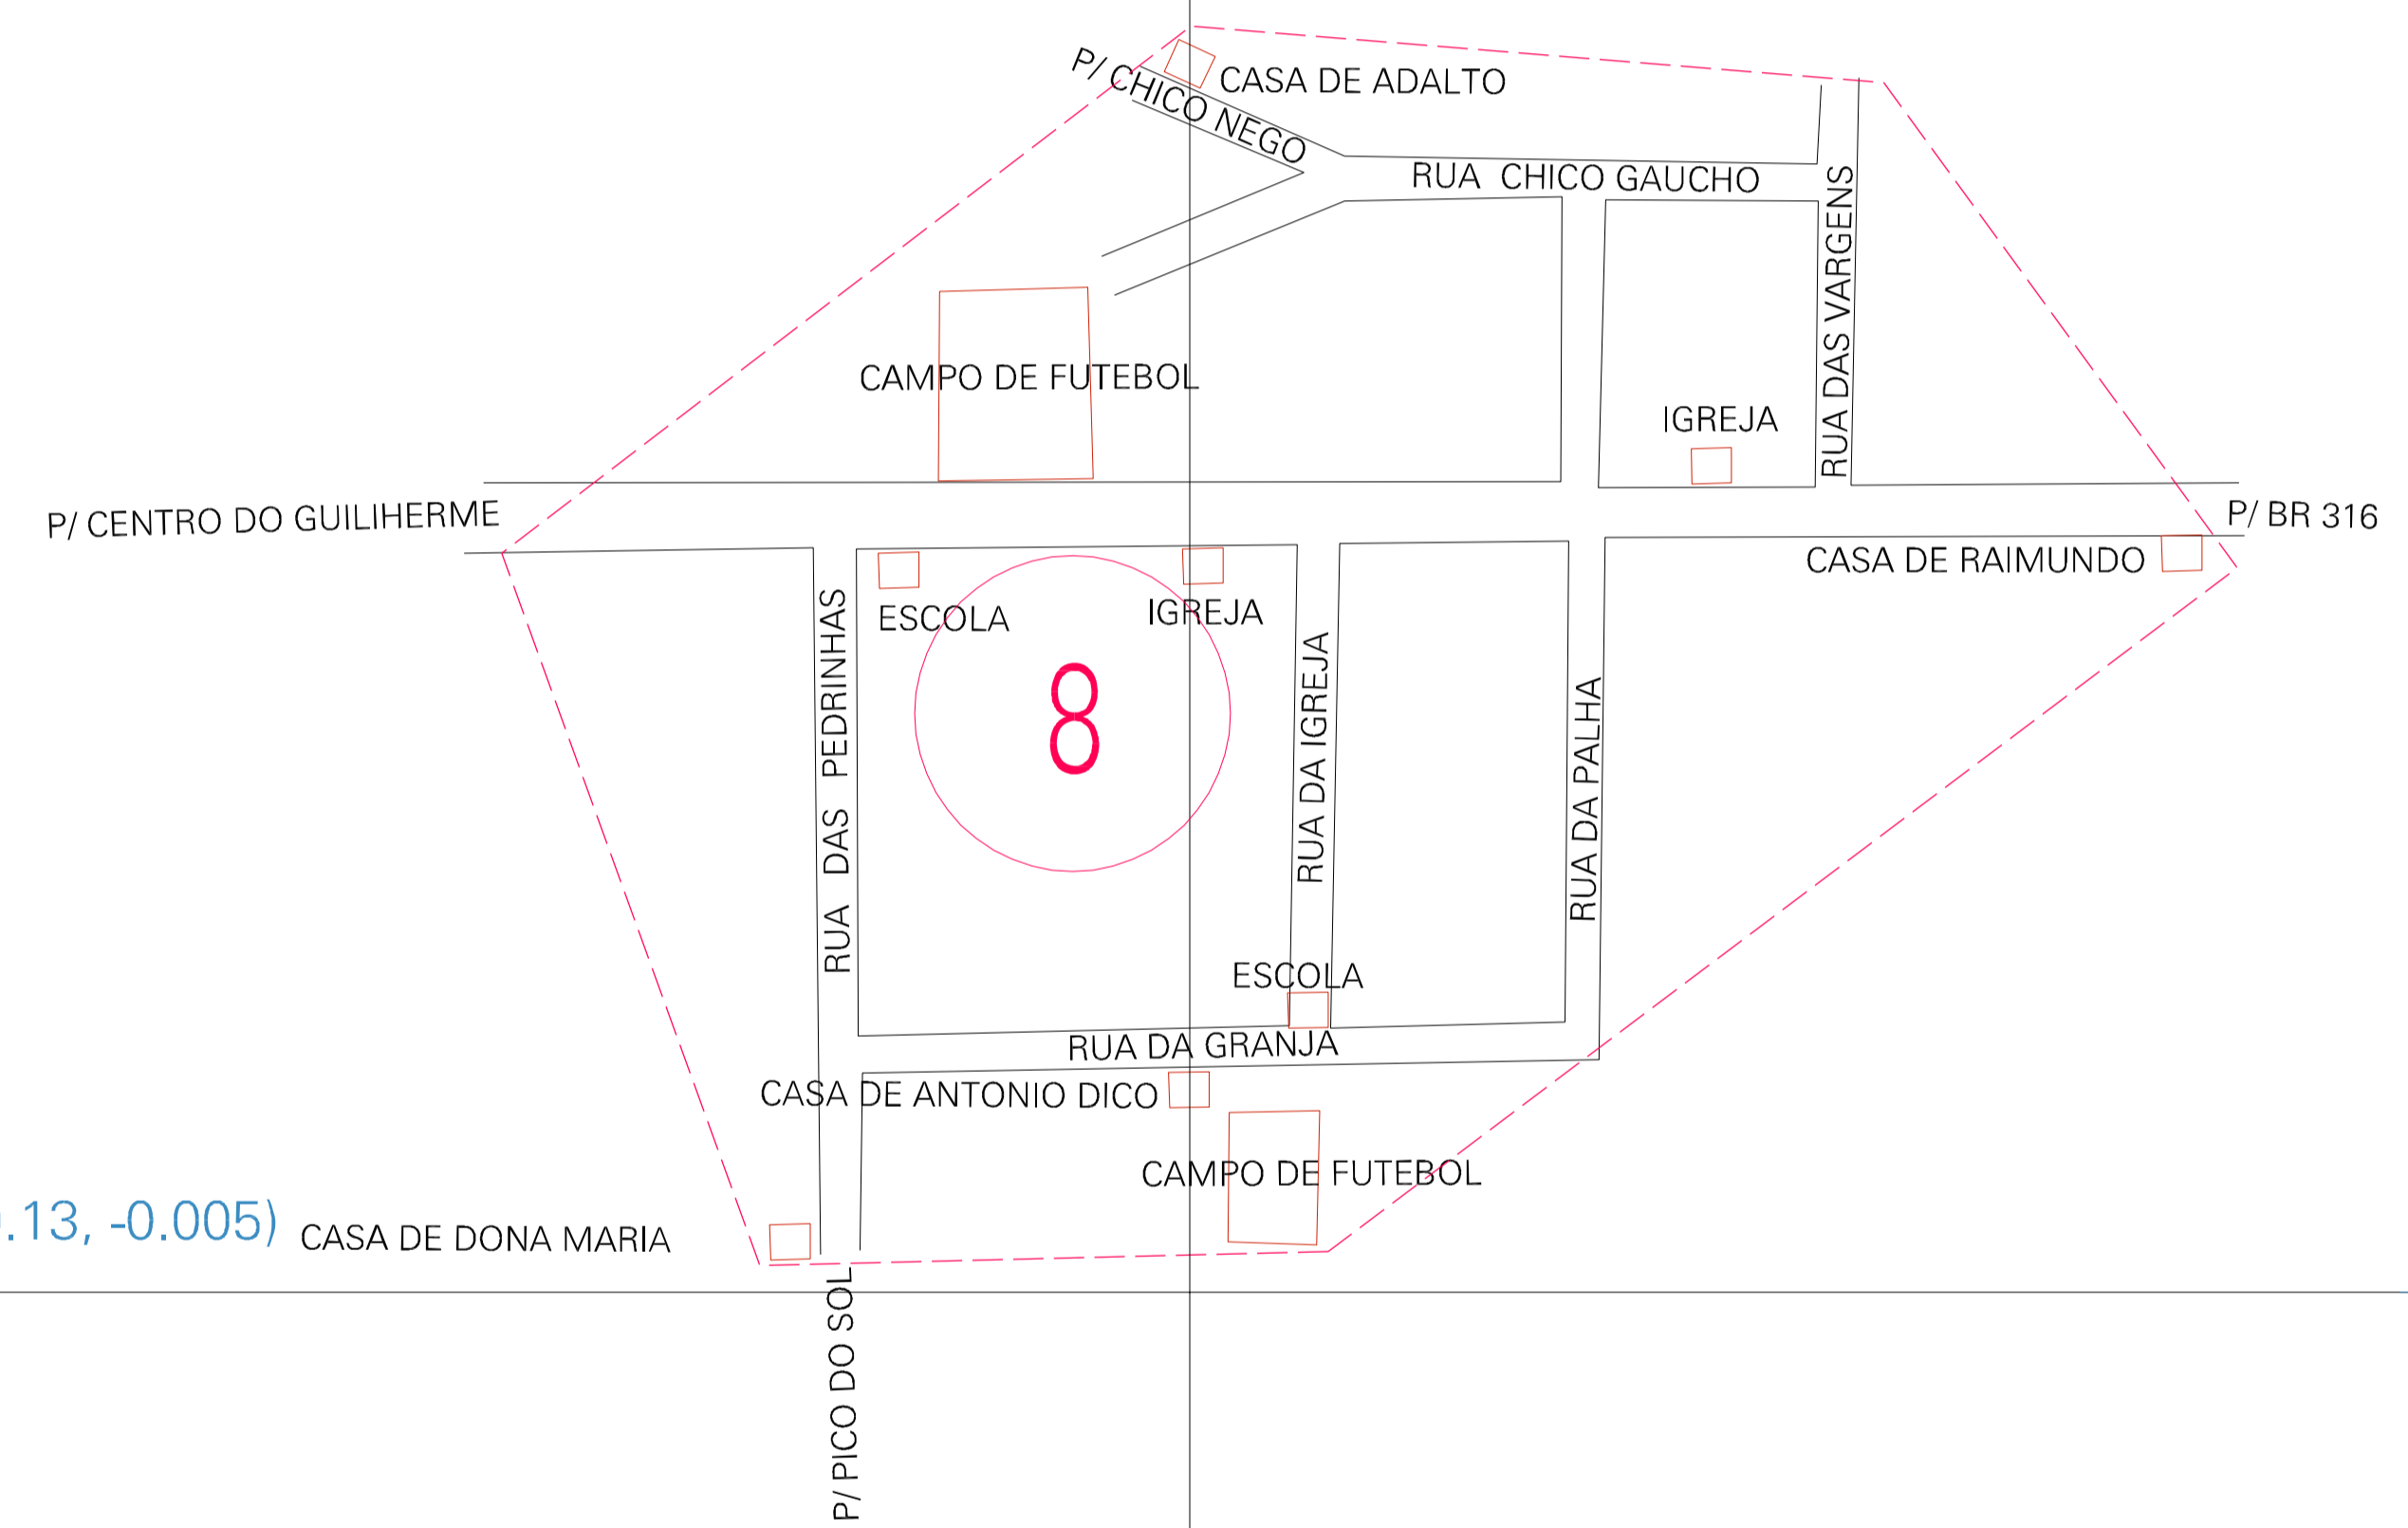 P/ CHICO NEGO
CASA DE ADALTO
RUA CHICO GAUCHO
RUA DAS VARGENS
CAMPO DE FUTEBOL
IGREJA
P/ CENTRO DO GUILIHERME
P/ BR 316
CASA DE RAIMUNDO
ESCOLA
IGREJA
RUA DAS PEDRINHAS
8
RUA DA IGREJA
RUA DA PALHA
ESCOLA
RUA DA GRANJA
CASA DE ANTONIO DICO
CAMPO DE FUTEBOL
.13, -0.005)
CASA DE DONA MARIA
P/ PICO DO SOL